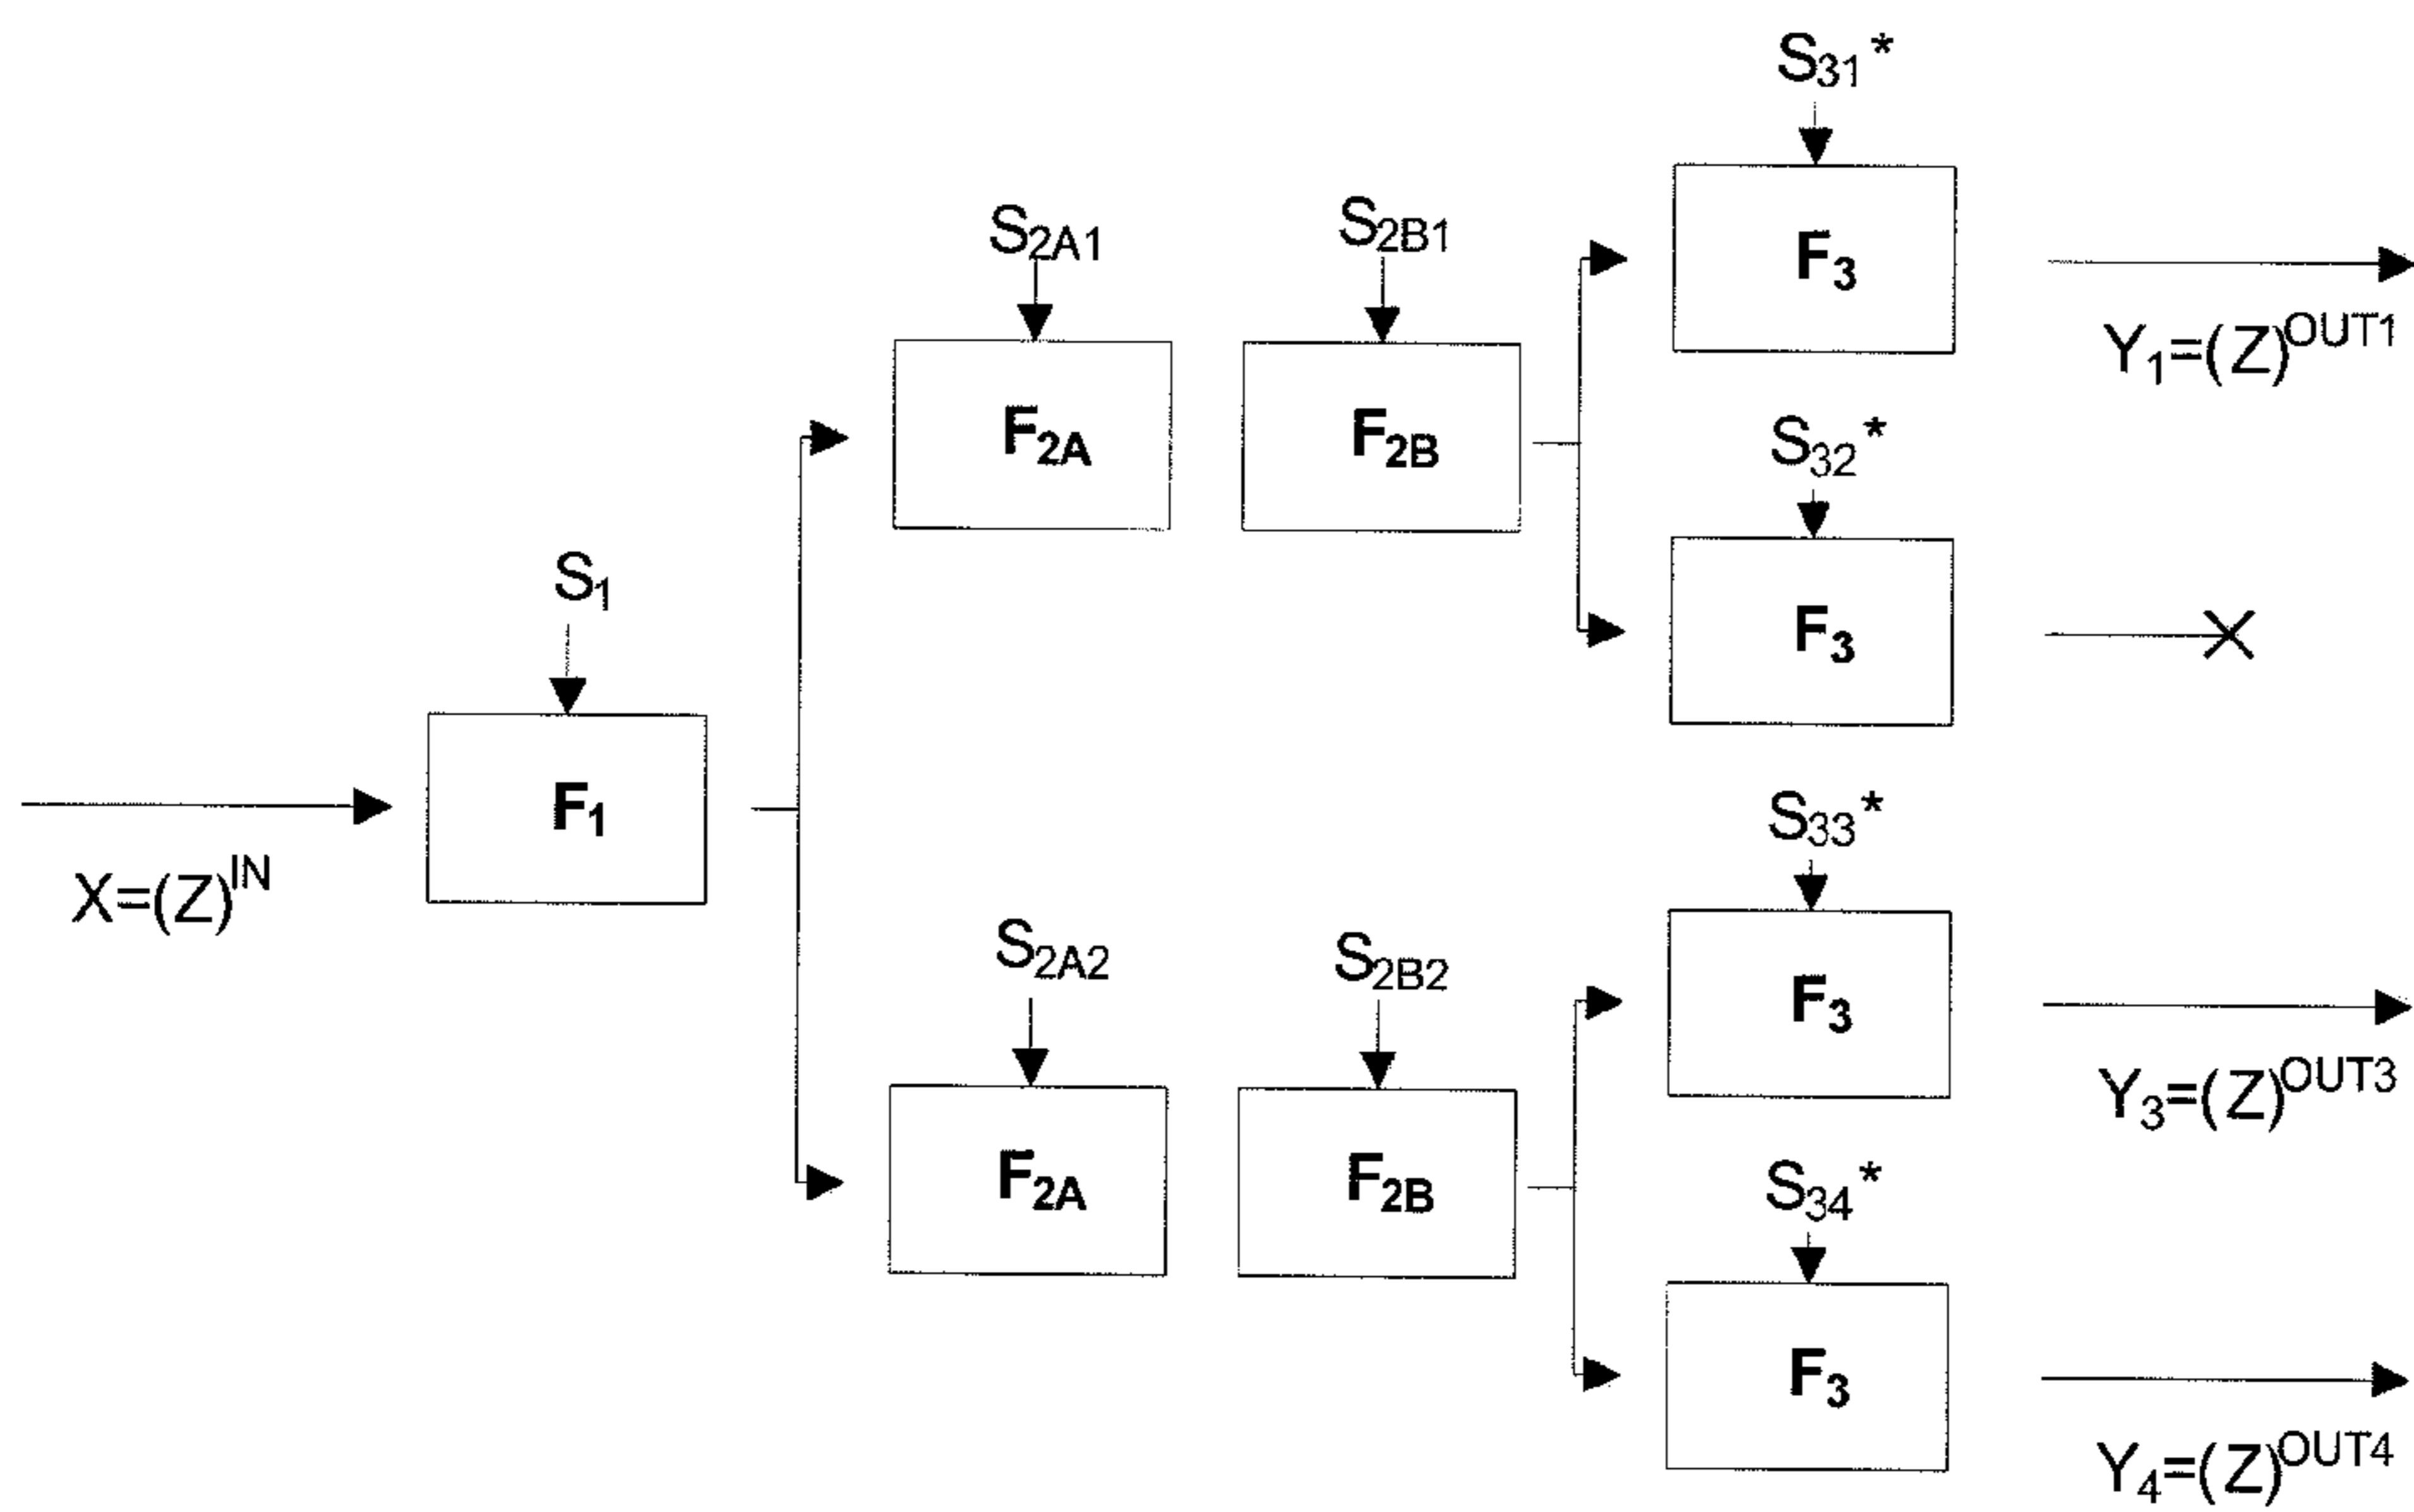 S31*
F3
Y1=(Z)OUT1
S2A1
S2B1
F2A
F2B
S32*
F3
X
S1
F1
X=(Z)IN
S33*
F3
Y3=(Z)OUT3
S2A2
S2B2
F2A
F2B
S34*
F3
Y4=(Z)OUT4